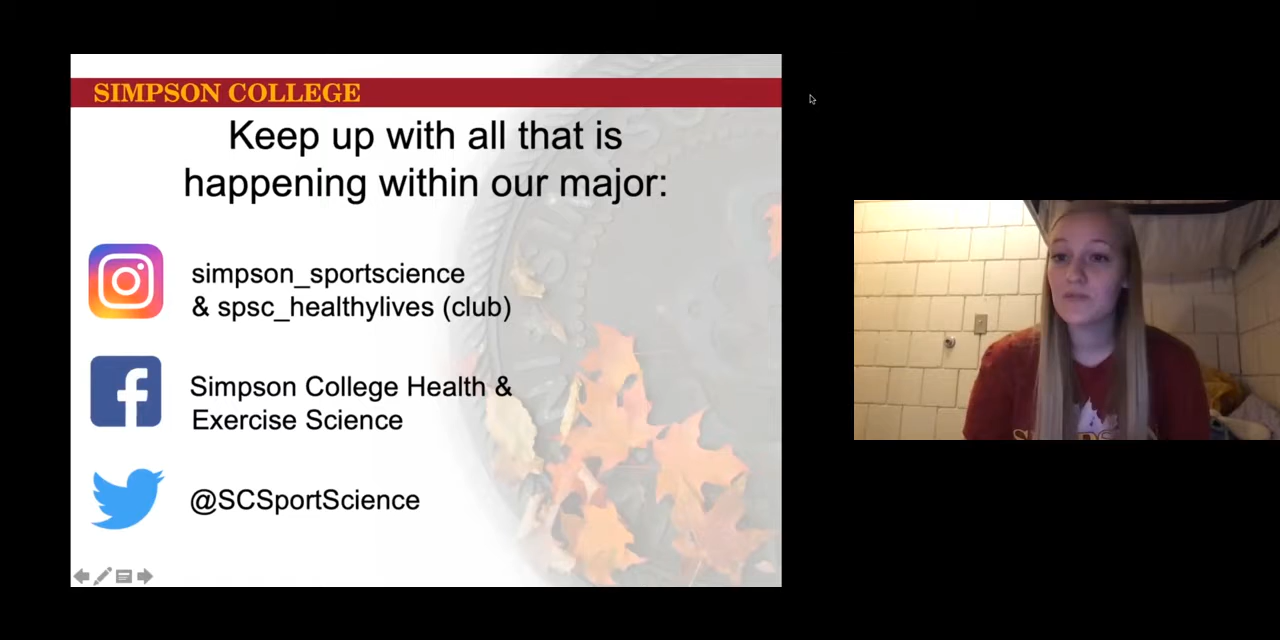 SIMPSON COLLEGE
Keep up with all that is
happening within our major:
simpson_sportscience
& spsc_healthylives (club)
Simpson College Health &
Exercise Science
@SCSportScience